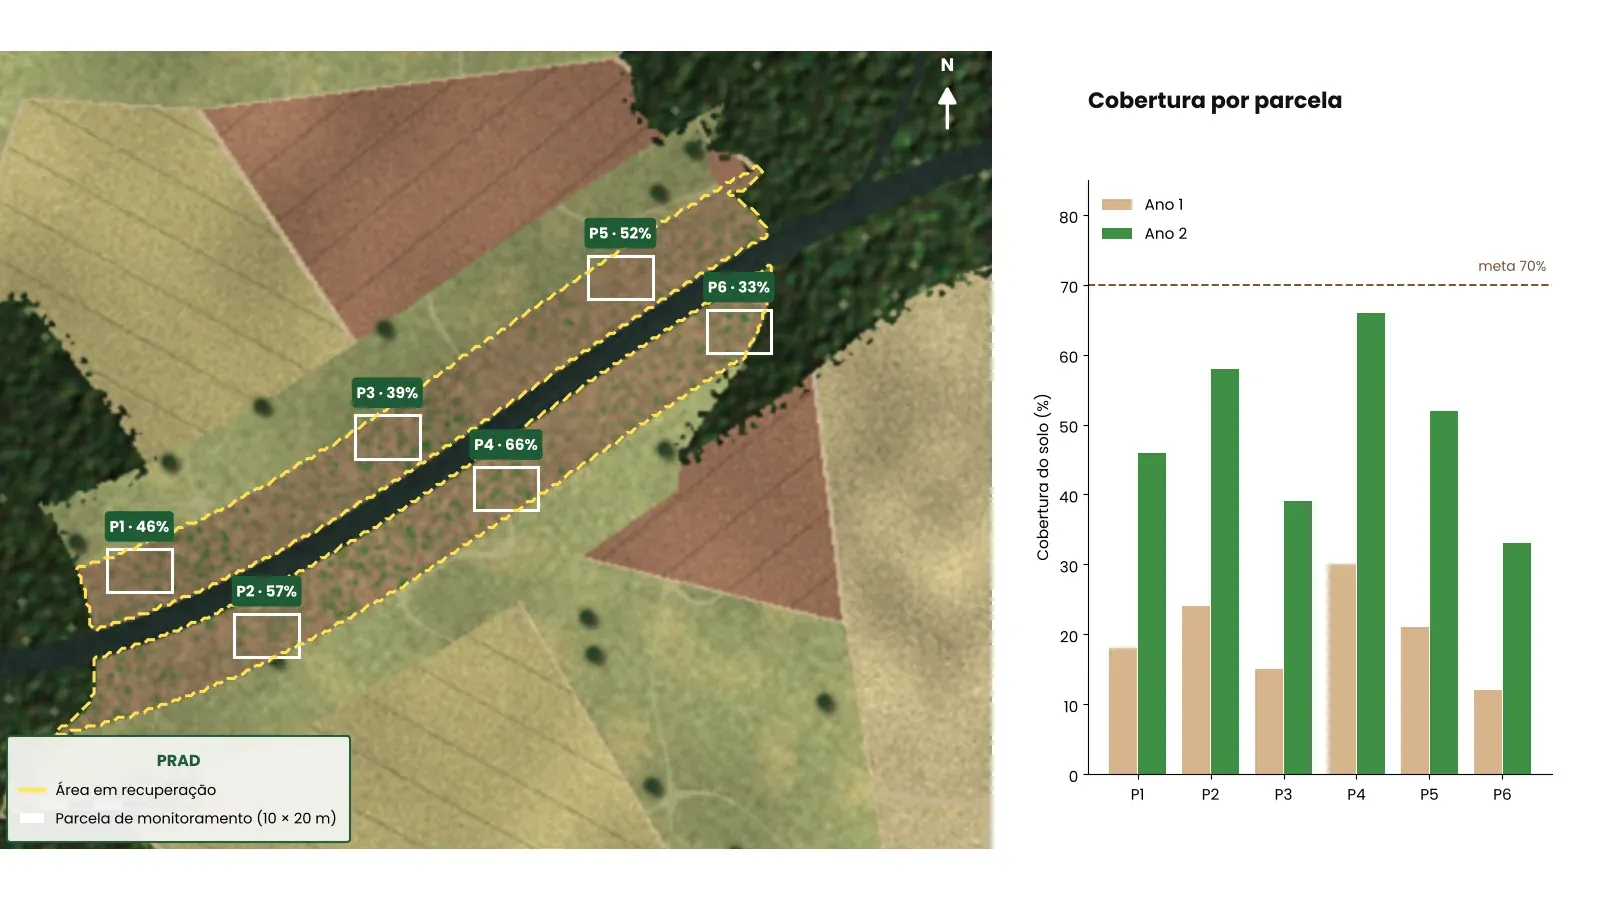 N
P5 · 52%
P6 · 33%
P3 · 39%
P4 · 66%
P1 · 46%
P2 · 57%
PRAD
Área em recuperação
Parcela de monitoramento (10 × 20 m)
Cobertura por parcela
Ano 1
Ano 2
meta 70%
Cobertura do solo (%)
80
70
60
50
40
30
20
10
0
P1
P2
P3
P4
P5
P6